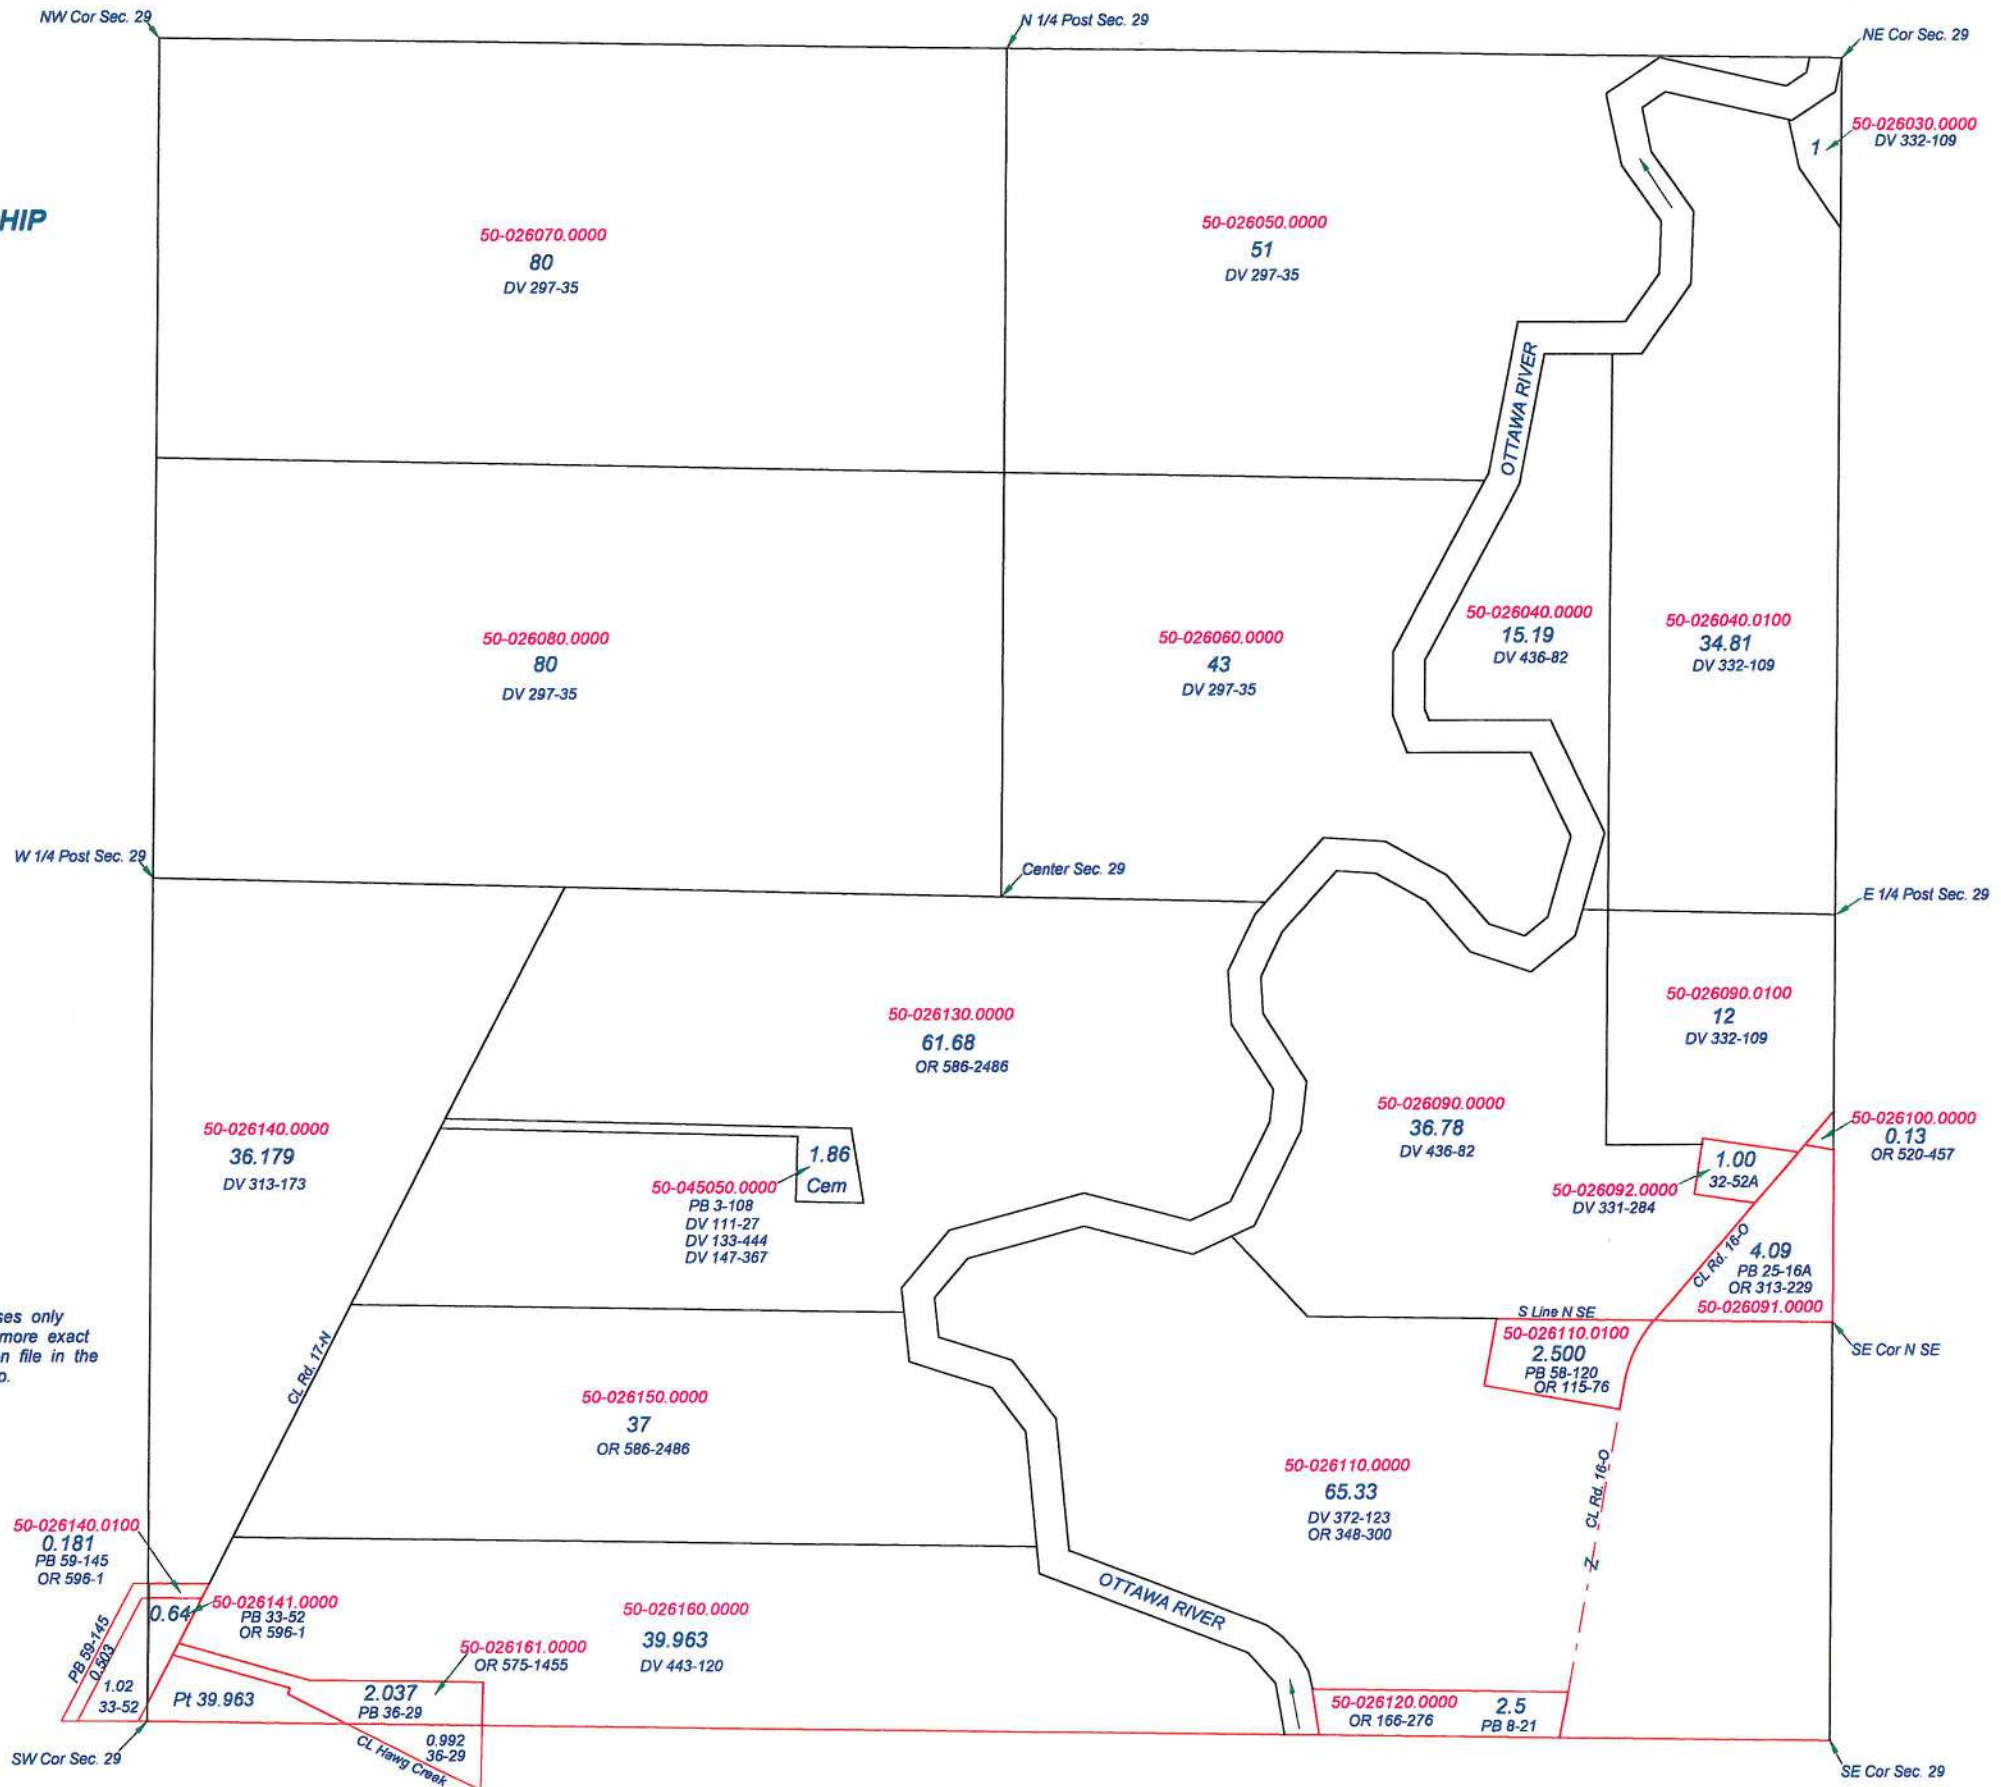 NW Cor Sec. 29
N 1/4 Post Sec. 29
NE Cor Sec. 29
50-026030.0000
DV 332-109
1
HIP
50-026070.0000
80
DV 297-35
50-026050.0000
51
DV 297-35
OTTAWA RIVER
50-026080.0000
80
DV 297-35
50-026060.0000
43
DV 297-35
50-026040.0000
15.19
DV 436-82
50-026040.0100
34.81
DV 332-109
W 1/4 Post Sec. 29
Center Sec. 29
E 1/4 Post Sec. 29
50-026130.0000
61.68
OR 586-2486
50-026090.0100
12
DV 332-109
50-026140.0000
36.179
DV 313-173
50-026090.0000
36.78
DV 436-82
50-026100.0000
0.13
OR 520-457
1.86
Cem
50-045050.0000
PB 3-108
DV 111-27
DV 133-444
DV 147-367
1.00
32-52A
50-026092.0000
DV 331-284
CL Rd. 16-O
4.09
PB 25-16A
OR 313-229
50-026091.0000
S Line N SE
SE Cor N SE
ses only
more exact
n file in the
p.
CL Rd. 17-N
50-026110.0100
2.500
PB 58-120
OR 115-76
50-026150.0000
37
OR 586-2486
50-026110.0000
65.33
DV 372-123
OR 348-300
CL Rd. 16-O
Z
50-026140.0100
0.181
PB 59-145
OR 596-1
OTTAWA RIVER
0.64
50-026141.0000
PB 33-52
OR 596-1
50-026160.0000
39.963
DV 443-120
PB 59-145
0.503
1.02
33-52
50-026161.0000
OR 575-1455
Pt 39.963
2.037
PB 36-29
0.992
36-29
CL Hawg Creek
50-026120.0000
OR 166-276
2.5
PB 8-21
SW Cor Sec. 29
SE Cor Sec. 29